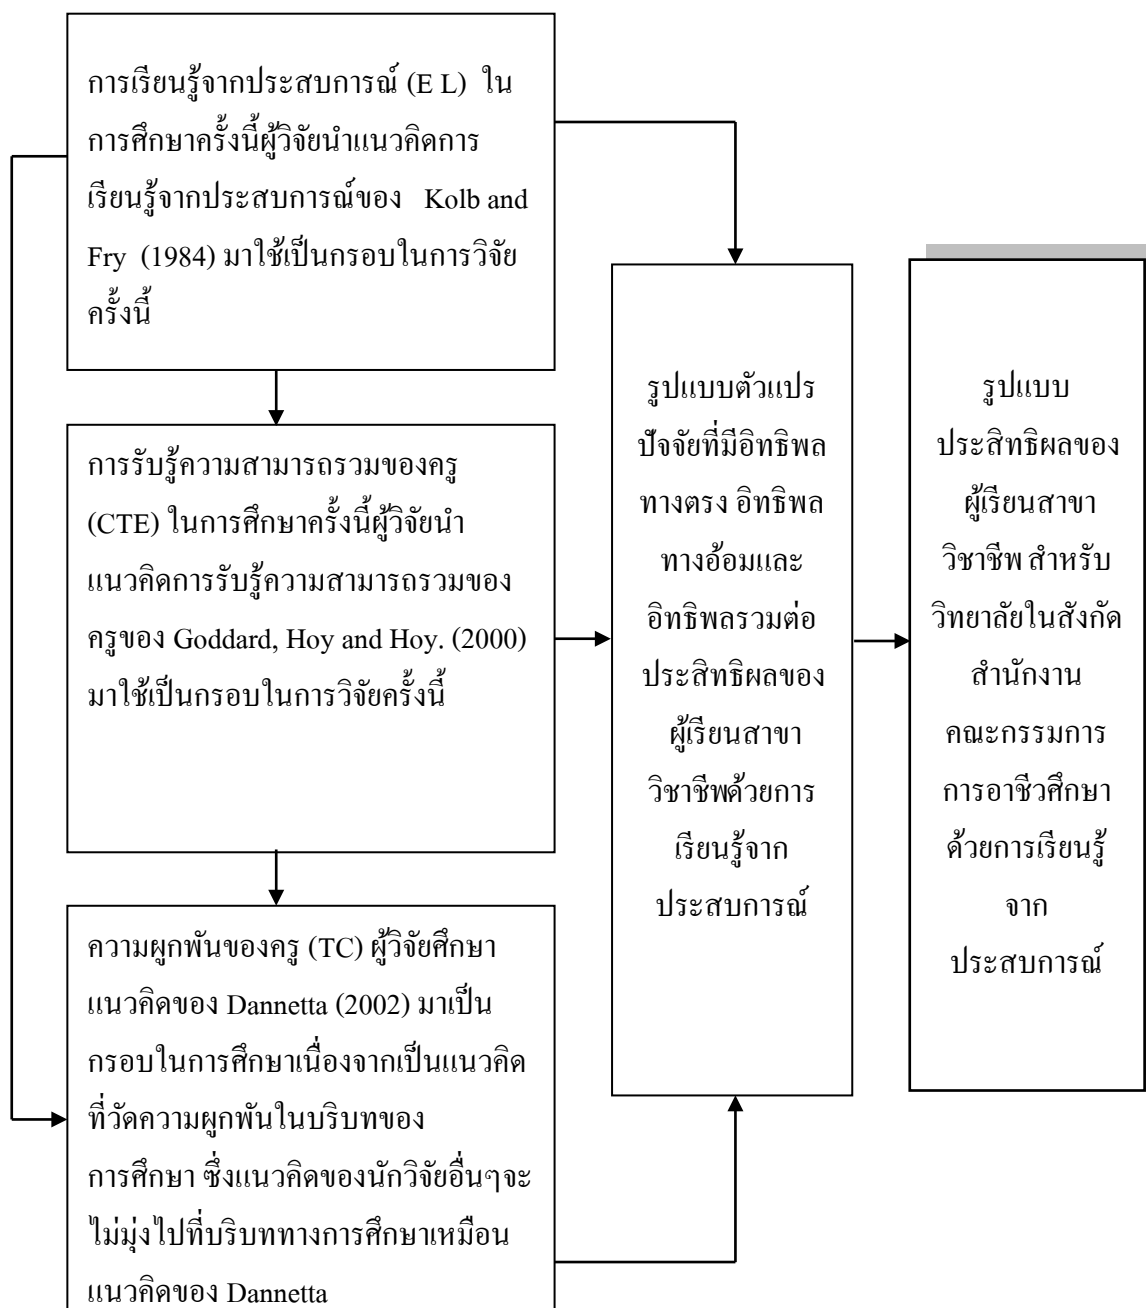 การเรียนรู้จากประสบการณ์ (E L) ใน
การศึกษาครั้งนี้ผู้วิจัยนำแนวคิดการ
เรียนรู้จากประสบการณ์ของ Kolb and
Fry (1984) มาใช้เป็นกรอบในการวิจัย
ครั้งนี้
การรับรู้ความสามารถรวมของครู
(CTE) ในการศึกษาครั้งนี้ผู้วิจัยนำ
แนวคิดการรับรู้ความสามารถรวมของ
ครูของ Goddard, Hoy and Hoy. (2000)
มาใช้เป็นกรอบในการวิจัยครั้งนี้
ความผูกพันของครู (TC) ผู้วิจัยศึกษา
แนวคิดของ Dannetta (2002) มาเป็น
กรอบในการศึกษาเนื่องจากเป็นแนวคิด
ที่วัดความผูกพันในบริบทของ
การศึกษา ซึ่งแนวคิดของนักวิจัยอื่นๆจะ
ไม่มุ่งไปที่บริบททางการศึกษาเหมือน
แนวคิดของ Dannetta
รูปแบบตัวแปร
ปัจจัยที่มีอิทธิพล
ทางตรง อิทธิพล
ทางอ้อมและ
อิทธิพลรวมต่อ
ประสิทธิผลของ
ผู้เรียนสาขา
วิชาชีพด้วยการ
เรียนรู้จาก
ประสบการณ์
รูปแบบ
ประสิทธิผลของ
ผู้เรียนสาขา
วิชาชีพ สำหรับ
วิทยาลัยในสังกัด
สำนักงาน
คณะกรรมการ
การอาชีวศึกษา
ด้วยการเรียนรู้
จาก
ประสบการณ์